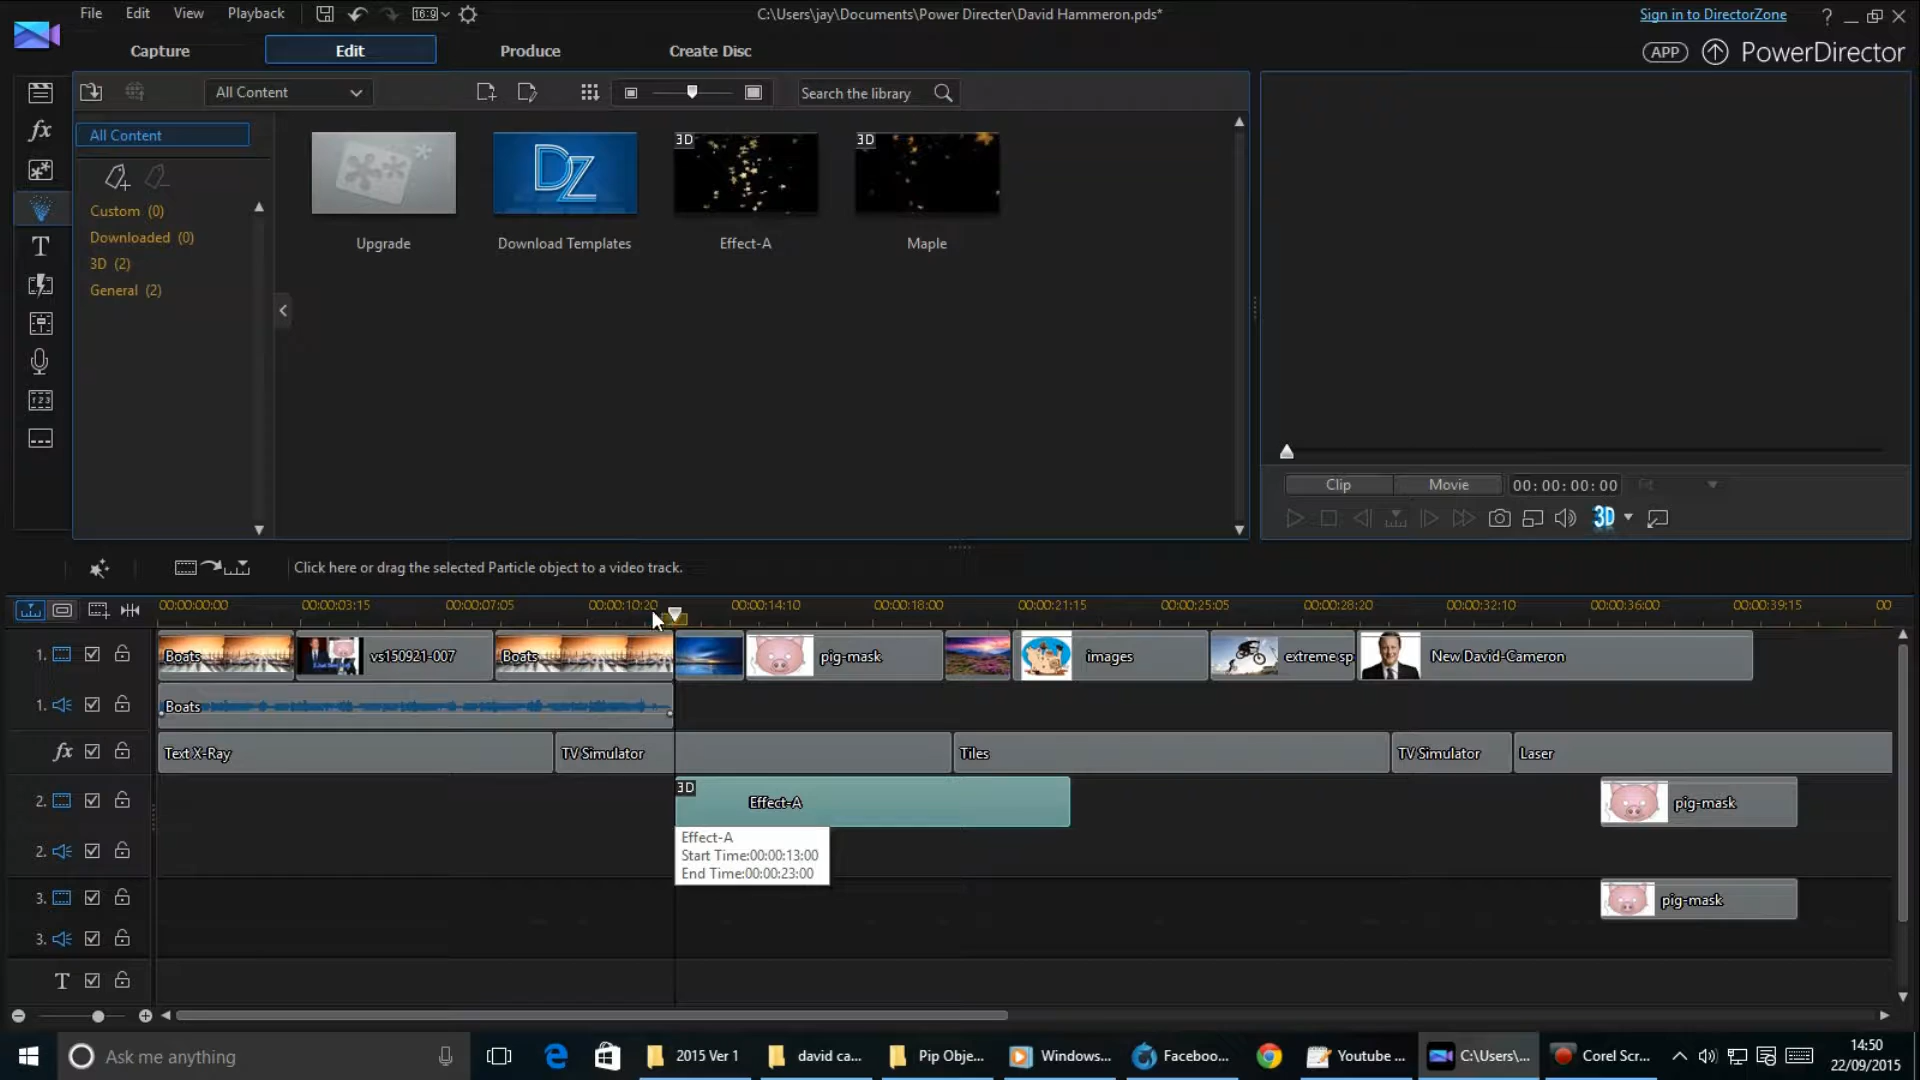 File Edit View Playback 16:9 C:\Users\jay\Documents\Power Directer\David Hammeron.pds* Sign in to DirectorZone ?
Capture Edit Produce Create Disc APP PowerDirector
All Content Search the library
All Content
Custom (0)
Downloaded (0)
3D (2)
General (2)
DZ 3D 3D
Upgrade Download Templates Effect-A Maple
Clip Movie 00:00:00:00
3D
Click here or drag the selected Particle object to a video track.
00:00:00:00 00:00:03:15 00:00:07:05 00:00:10:20 00:00:14:10 00:00:18:00 00:00:21:15 00:00:25:05 00:00:28:20 00:00:32:10 00:00:36:00 00:00:39:15 00
1. Boats vs150921-007 Boats pig-mask images extreme sp New David-Cameron
1. Boats
fx Text X-Ray TV Simulator Tiles TV Simulator Laser
2. 3D Effect-A pig-mask
Effect-A
Start Time:00:00:13:00
End Time:00:00:23:00
2.
3. pig-mask
3.
T
Ask me anything 2015 Ver 1 david ca... Pip Obje... Windows... Faceboo... Youtube ... C:\Users\... Corel Scr... 14:50
22/09/2015